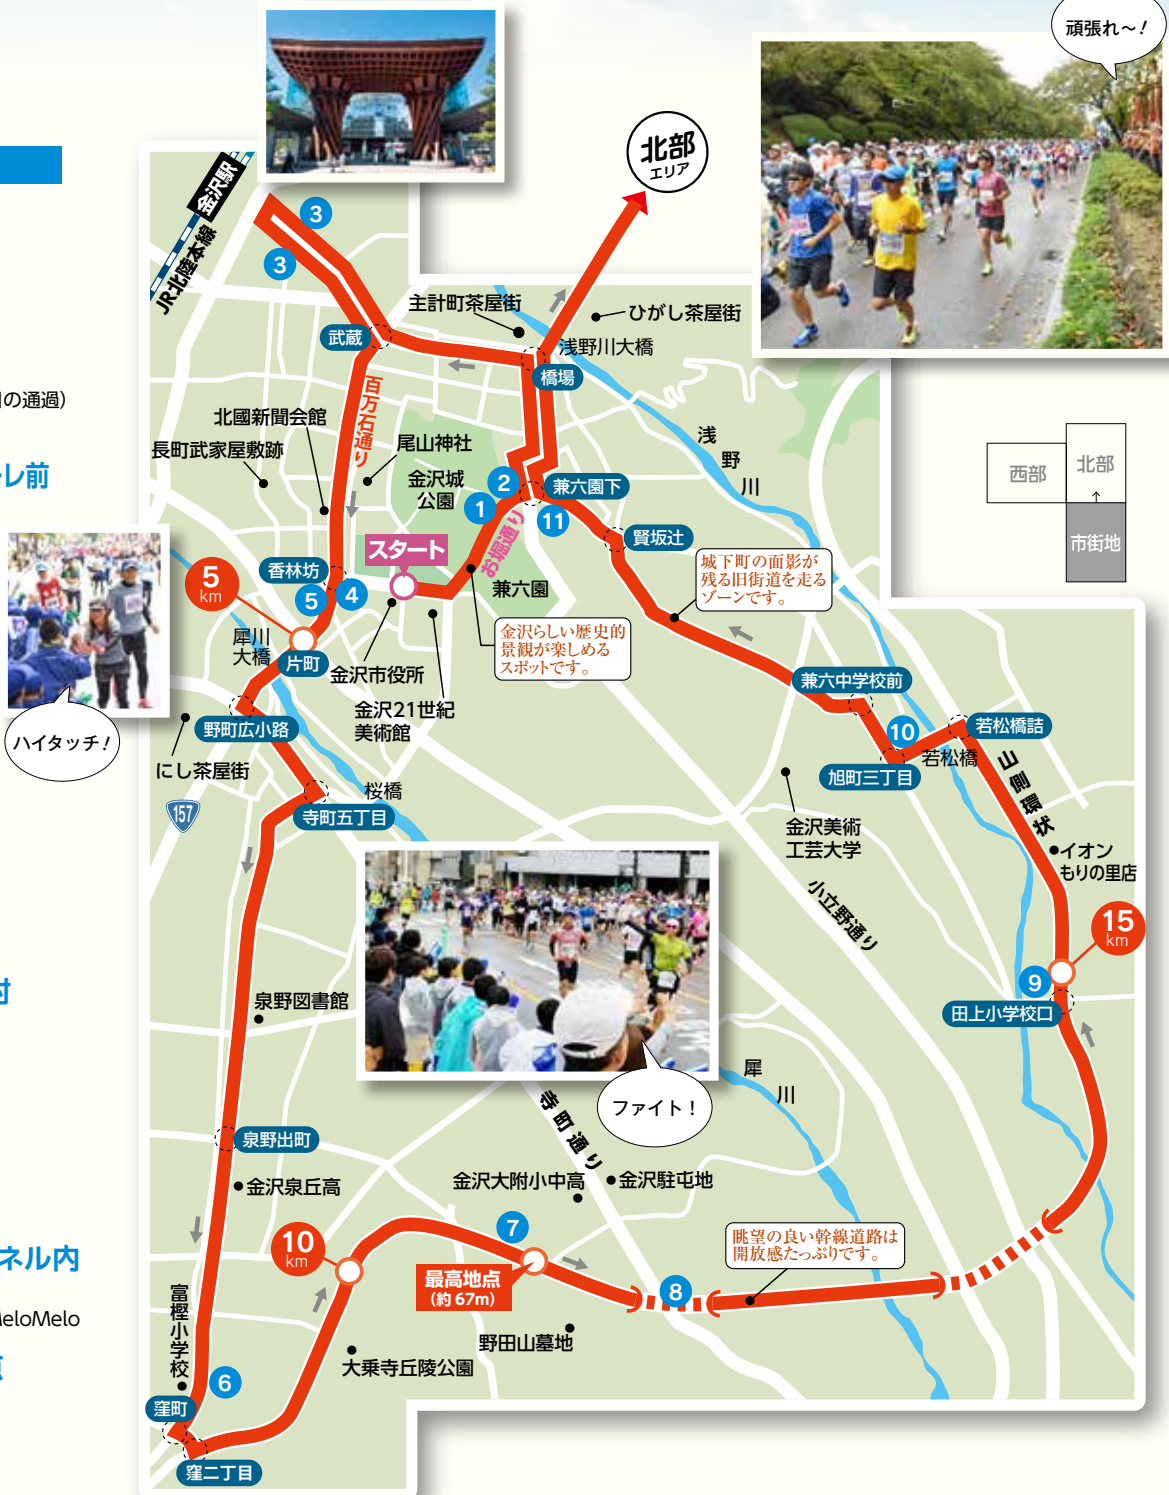 頑張れ〜!
北部
エリア
金沢駅
JR北陸本線
3
3
主計町茶屋街
ひがし茶屋街
武蔵
浅野川大橋
橋場
の通過)
百万石通り
北國新聞会館
尾山神社
長町武家屋敷跡
金沢城
公園
レ前
浅野川
西部
北部
市街地
2
兼六園下
1
11
お堀通り
賢坂辻
スタート
城下町の面影が
残る旧街道を走る
ゾーンです。
5
km
香林坊
5
4
兼六園
金沢らしい歴史的
景観が楽しめる
スポットです。
犀川
大橋
片町
金沢市役所
兼六中学校前
金沢21世紀
美術館
野町広小路
ハイタッチ!
にし茶屋街
10
若松橋詰
若松橋
旭町三丁目
山側環状
157
桜橋
寺町五丁目
金沢美術
工芸大学
イオン
もりの里店
小立野通り
15
km
9
田上小学校口
付
泉野図書館
犀川
ファイト!
寺町通り
泉野出町
金沢泉丘高
金沢大附小中高
金沢駐屯地
7
10
km
眺望の良い幹線道路は
開放感たっぷりです。
最高地点
(約67m)
8
ネル内
MeloMelo
富樫小学校
野田山墓地
大乗寺丘陵公園
6
窪町
窪二丁目